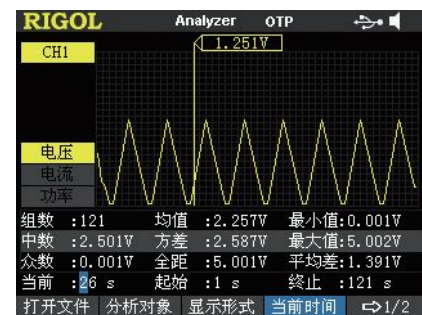 RIGOL Analyzer OTP
CH1
1.251V
电压
电流
功率
组数 :121 均值 :2.257V 最小值:0.001V
中数 :2.501V 方差 :2.587V 最大值:5.002V
众数 :0.001V 全距 :5.001V 平均差:1.391V
当前 :26 s 起始 :1 s 终止 :121 s
打开文件 分析对象 显示形式 当前时间 ⇨1/2